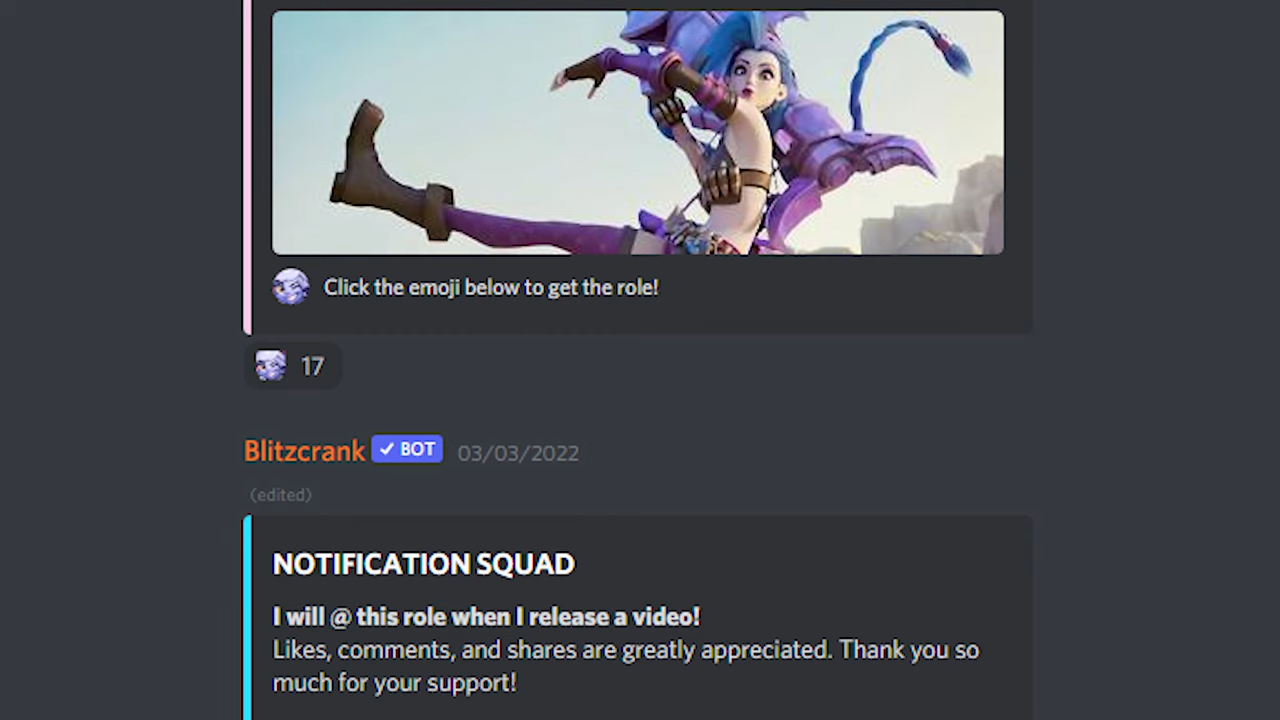 Click the emoji below to get the role!
17
Blitzcrank ✓ BOT 03/03/2022
(edited)
NOTIFICATION SQUAD
I will @ this role when I release a video!
Likes, comments, and shares are greatly appreciated. Thank you so
much for your support!